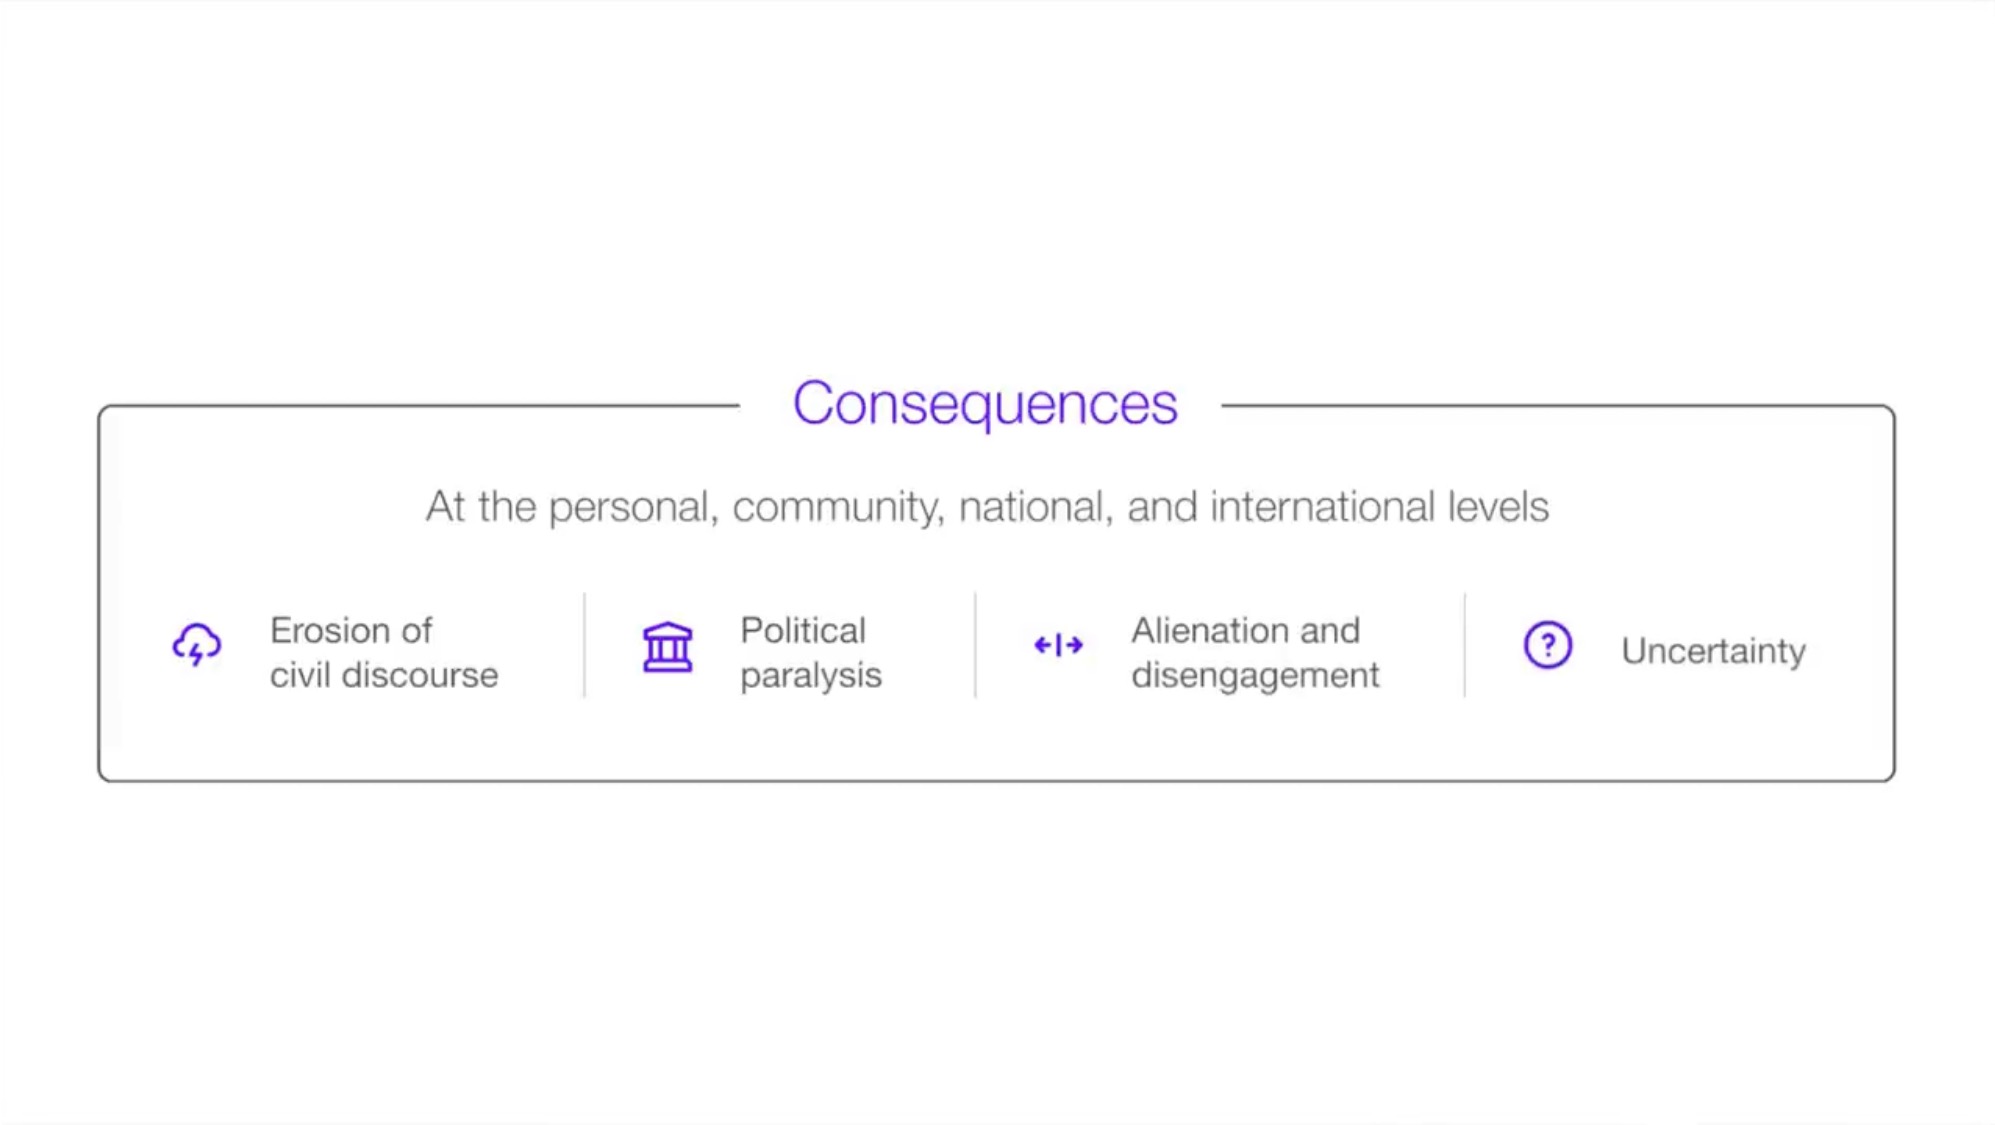 Consequences
At the personal, community, national, and international levels
Erosion of
civil discourse
Political
paralysis
Alienation and
disengagement
?
Uncertainty